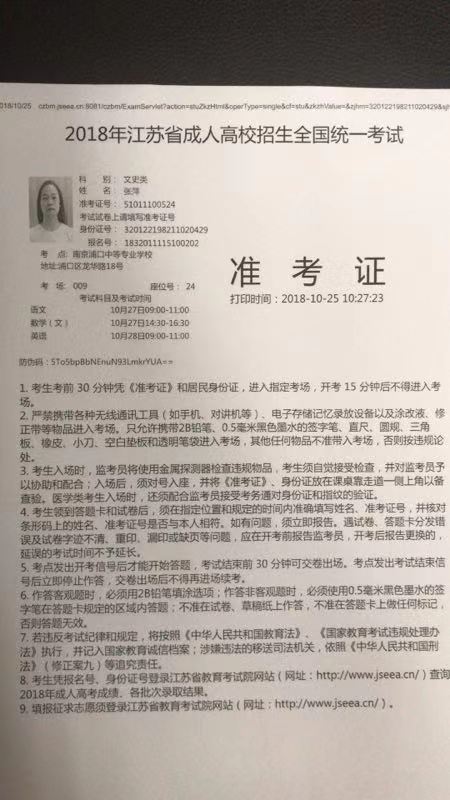 018/10/25 czbm.jseea.cn:8081/czbm/ExamServlet?action=stuZkzHtml&operType=single&cf=stu&zkzhValue=&zjhm=320122198211020429&sjh
2018年江苏省成人高校招生全国统一考试
科 别: 文史类
姓 名: 张萍
准考证号: 51011100524
考试试卷上请填写准考证号
身份证号: 320122198211020429
报名号: 1832011115100202
考 点: 南京浦口中等专业学校
地址:浦口区龙华路18号
准 考 证
考 场: 009 座位号: 24
打印时间:2018-10-25 10:27:23
考试科目及考试时间
语文 10月27日09:00-11:00
数学(文) 10月27日14:30-16:30
英语 10月28日09:00-11:00
防伪码:5To5bpBbNEnuN93LmkrYUA==
1. 考生考前 30 分钟凭《准考证》和居民身份证,进入指定考场,开考 15 分钟后不得进入考
场。
2. 严禁携带各种无线通讯工具(如手机、对讲机等)、电子存储记忆录放设备以及涂改液、修
正带等物品进入考场。只允许携带2B铅笔、0.5毫米黑色墨水的签字笔、直尺、圆规、三角
板、橡皮、小刀、空白垫板和透明笔袋进入考场,其他任何物品不准带入考场,否则按违规论
处。
3. 考生入场时,监考员将使用金属探测器检查违规物品,考生须自觉接受检查,并对监考员予
以协助和配合;入场后,须对号入座,并将《准考证》、身份证放在课桌靠走道一侧上角以备
查验。医学类考生入场时,还须配合监考员接受考务通对身份证和指纹的验证。
4. 考生领到答题卡和试卷后,须在指定位置和规定的时间内准确填写姓名、准考证号,并核对
条形码上的姓名、准考证号是否与本人相符。如有问题,须立即报告。遇试卷、答题卡分发错
误及试卷字迹不清、重印、漏印或缺页等问题,应在开考前报告监考员,开考后报告更换的,
延误的考试时间不予延长。
5. 考点发出开考信号后才能开始答题,考试结束前 30 分钟可交卷出场。考点发出考试结束信
号后立即停止作答,交卷出场后不得再进场续考。
6. 作答客观题时,必须用2B铅笔填涂选项;作答非客观题时,必须使用0.5毫米黑色墨水的签
字笔在答题卡规定的区域内答题;不准在试卷、草稿纸上作答,不准在答题卡上做任何标记,
否则答题无效。
7. 若违反考试纪律和规定,将按照《中华人民共和国教育法》、《国家教育考试违规处理办
法》执行,并记入国家教育诚信档案;涉嫌违法的移送司法机关,依照《中华人民共和国刑
法》(修正案九)等追究责任。
8. 考生凭报名号、身份证号登录江苏省教育考试院网站(网址:http://www.jseea.cn/)查询
2018年成人高考成绩、各批次录取结果。
9. 填报征求志愿须登录江苏省教育考试院网站(网址:http://www.jseea.cn/)。